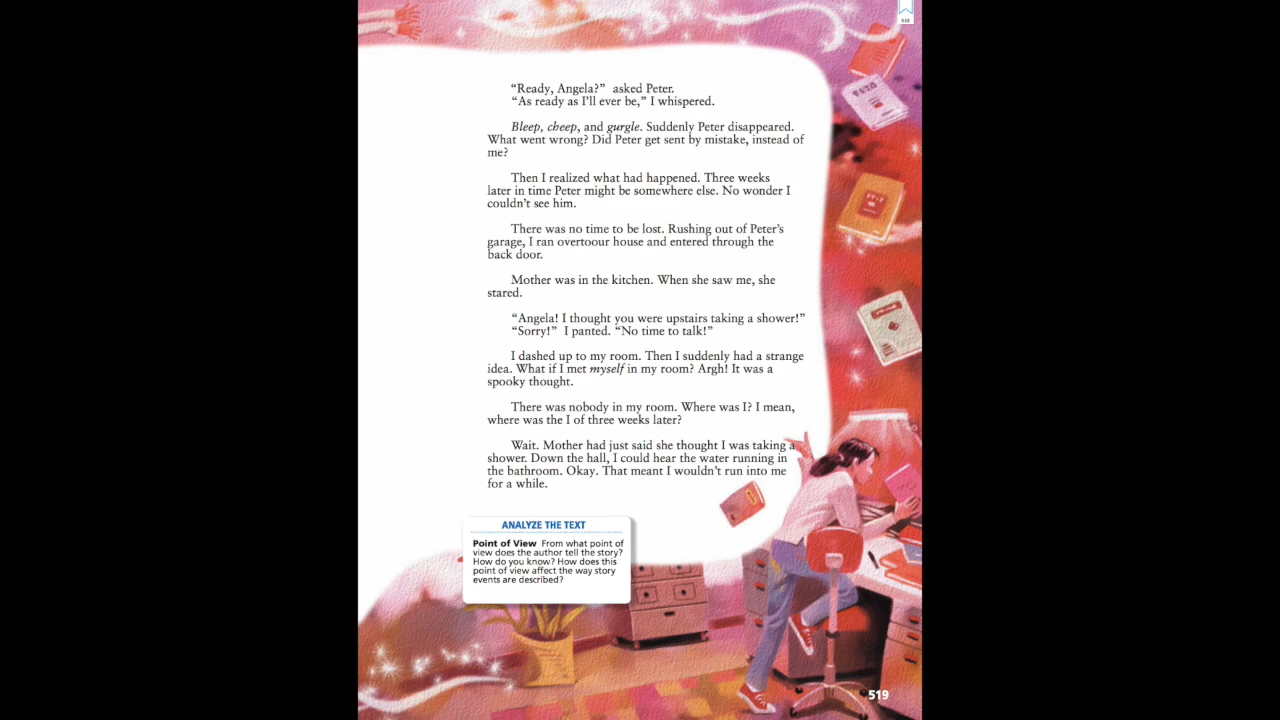 519
“Ready, Angela?” asked Peter.
“As ready as I’ll ever be,” I whispered.
Bleep, cheep, and gurgle. Suddenly Peter disappeared.
What went wrong? Did Peter get sent by mistake, instead of
me?
Then I realized what had happened. Three weeks
later in time Peter might be somewhere else. No wonder I
couldn’t see him.
There was no time to be lost. Rushing out of Peter’s
garage, I ran overtoour house and entered through the
back door.
Mother was in the kitchen. When she saw me, she
stared.
“Angela! I thought you were upstairs taking a shower!”
“Sorry!” I panted. “No time to talk!”
I dashed up to my room. Then I suddenly had a strange
idea. What if I met myself in my room? Argh! It was a
spooky thought.
There was nobody in my room. Where was I? I mean,
where was the I of three weeks later?
Wait. Mother had just said she thought I was taking a
shower. Down the hall, I could hear the water running in
the bathroom. Okay. That meant I wouldn’t run into me
for a while.
ANALYZE THE TEXT
Point of View From what point of
view does the author tell the story?
How do you know? How does this
point of view affect the way story
events are described?
519